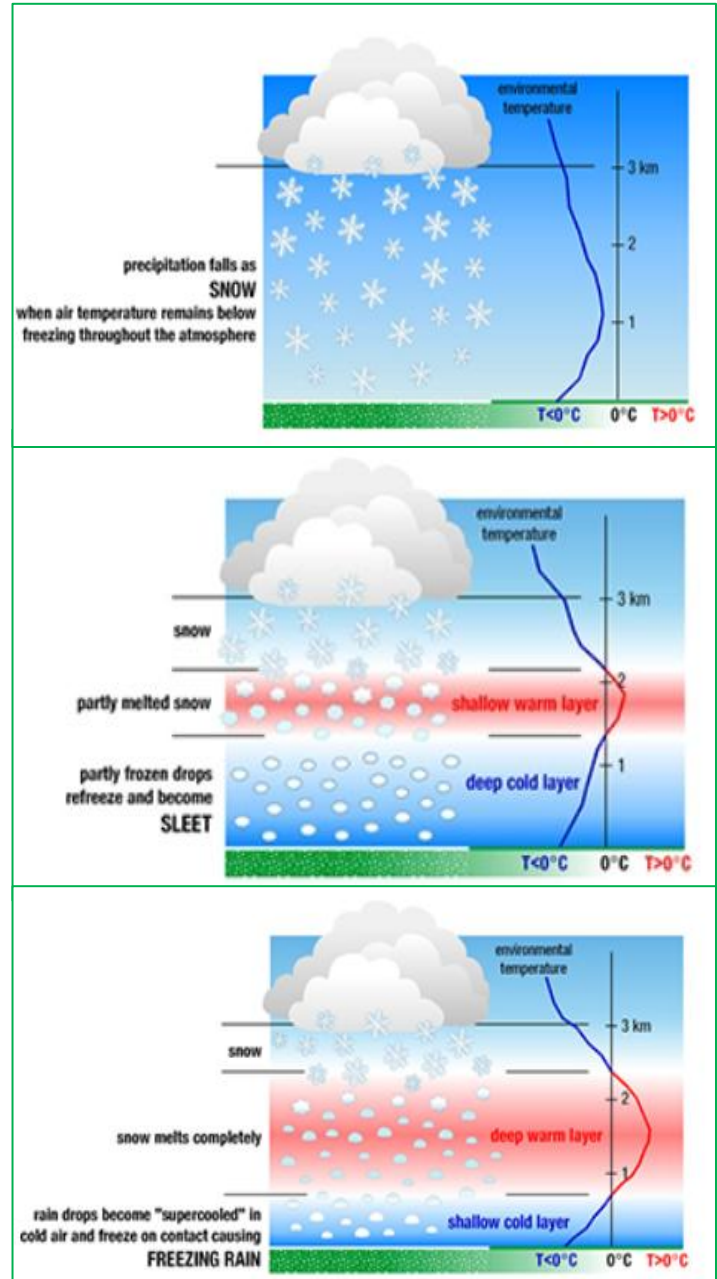 environmental
temperature
3 km
2
1
precipitation falls as
SNOW
when air temperature remains below
freezing throughout the atmosphere
T<0°C 0°C T>0°C
environmental
temperature
3 km
snow
2
partly melted snow
shallow warm layer
1
partly frozen drops
refreeze and become
SLEET
deep cold layer
T<0°C 0°C T>0°C
environmental
temperature
3 km
snow
2
snow melts completely
deep warm layer
1
rain drops become "supercooled" in
cold air and freeze on contact causing
FREEZING RAIN
shallow cold layer
T<0°C 0°C T>0°C